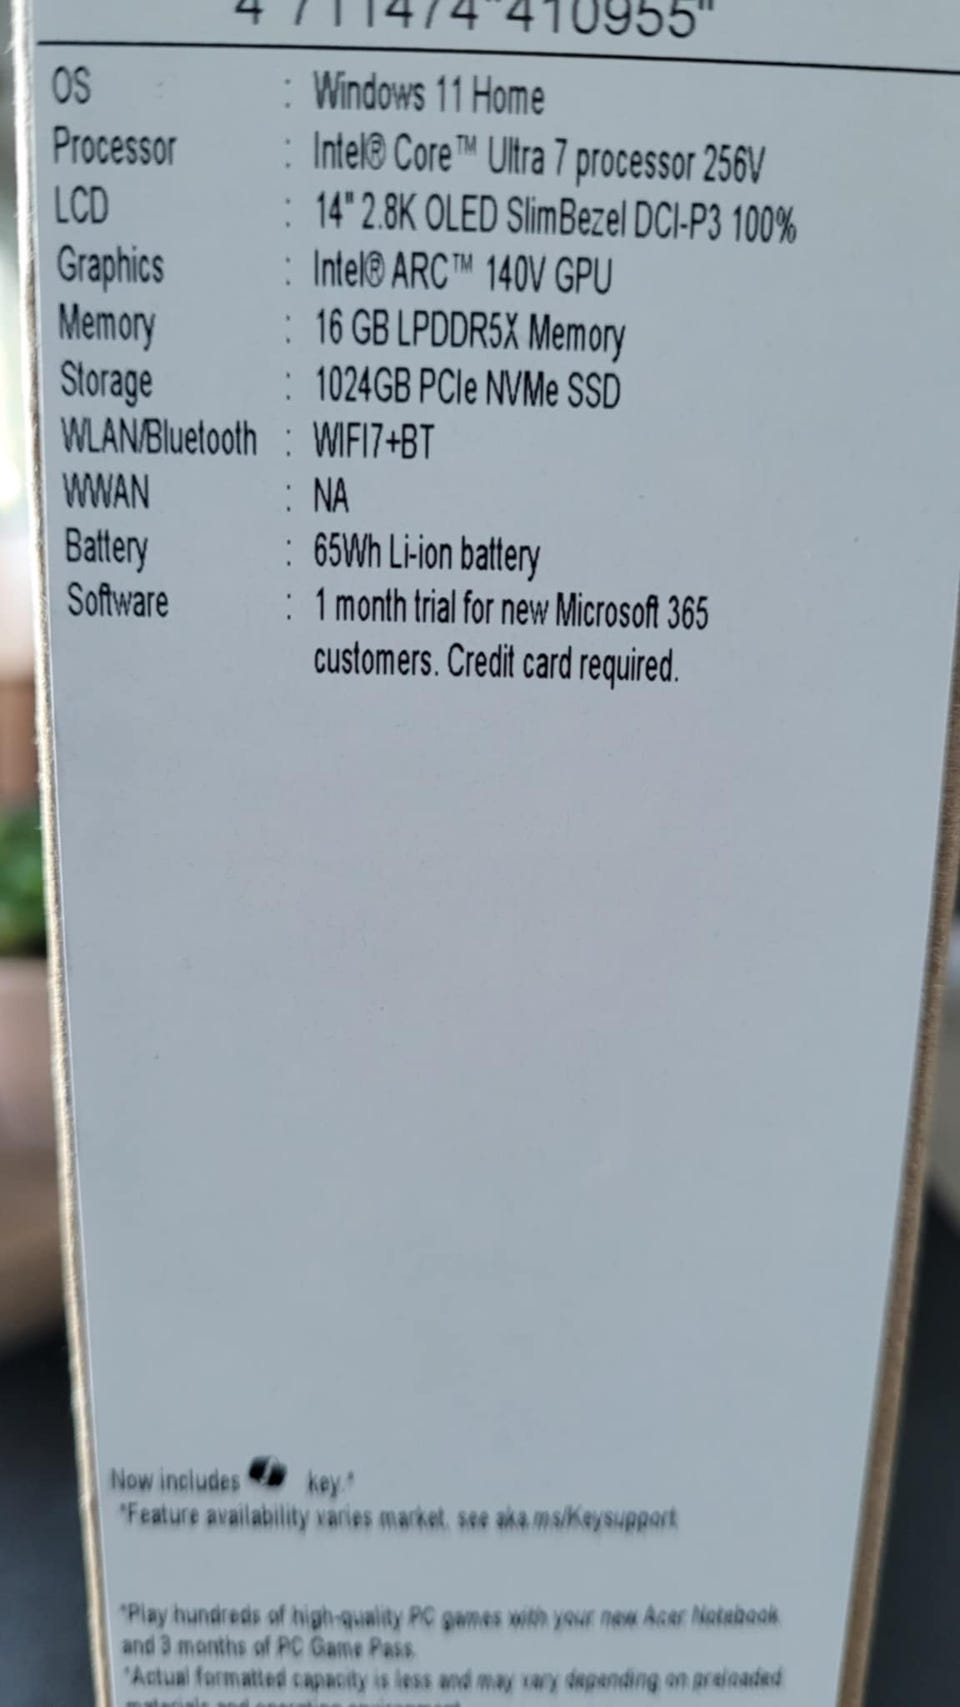 4 711474 410955
OS : Windows 11 Home
Processor : Intel® Core™ Ultra 7 processor 256V
LCD : 14" 2.8K OLED SlimBezel DCI-P3 100%
Graphics : Intel® ARC™ 140V GPU
Memory : 16 GB LPDDR5X Memory
Storage : 1024GB PCIe NVMe SSD
WLAN/Bluetooth : WIFI7+BT
WWAN : NA
Battery : 65Wh Li-ion battery
Software : 1 month trial for new Microsoft 365
customers. Credit card required.
Now includes key.*
*Feature availability varies market, see aka.ms/Keysupport
*Play hundreds of high-quality PC games with your new Acer Notebook
and 3 months of PC Game Pass.
*Actual formatted capacity is less and may vary depending on preloaded